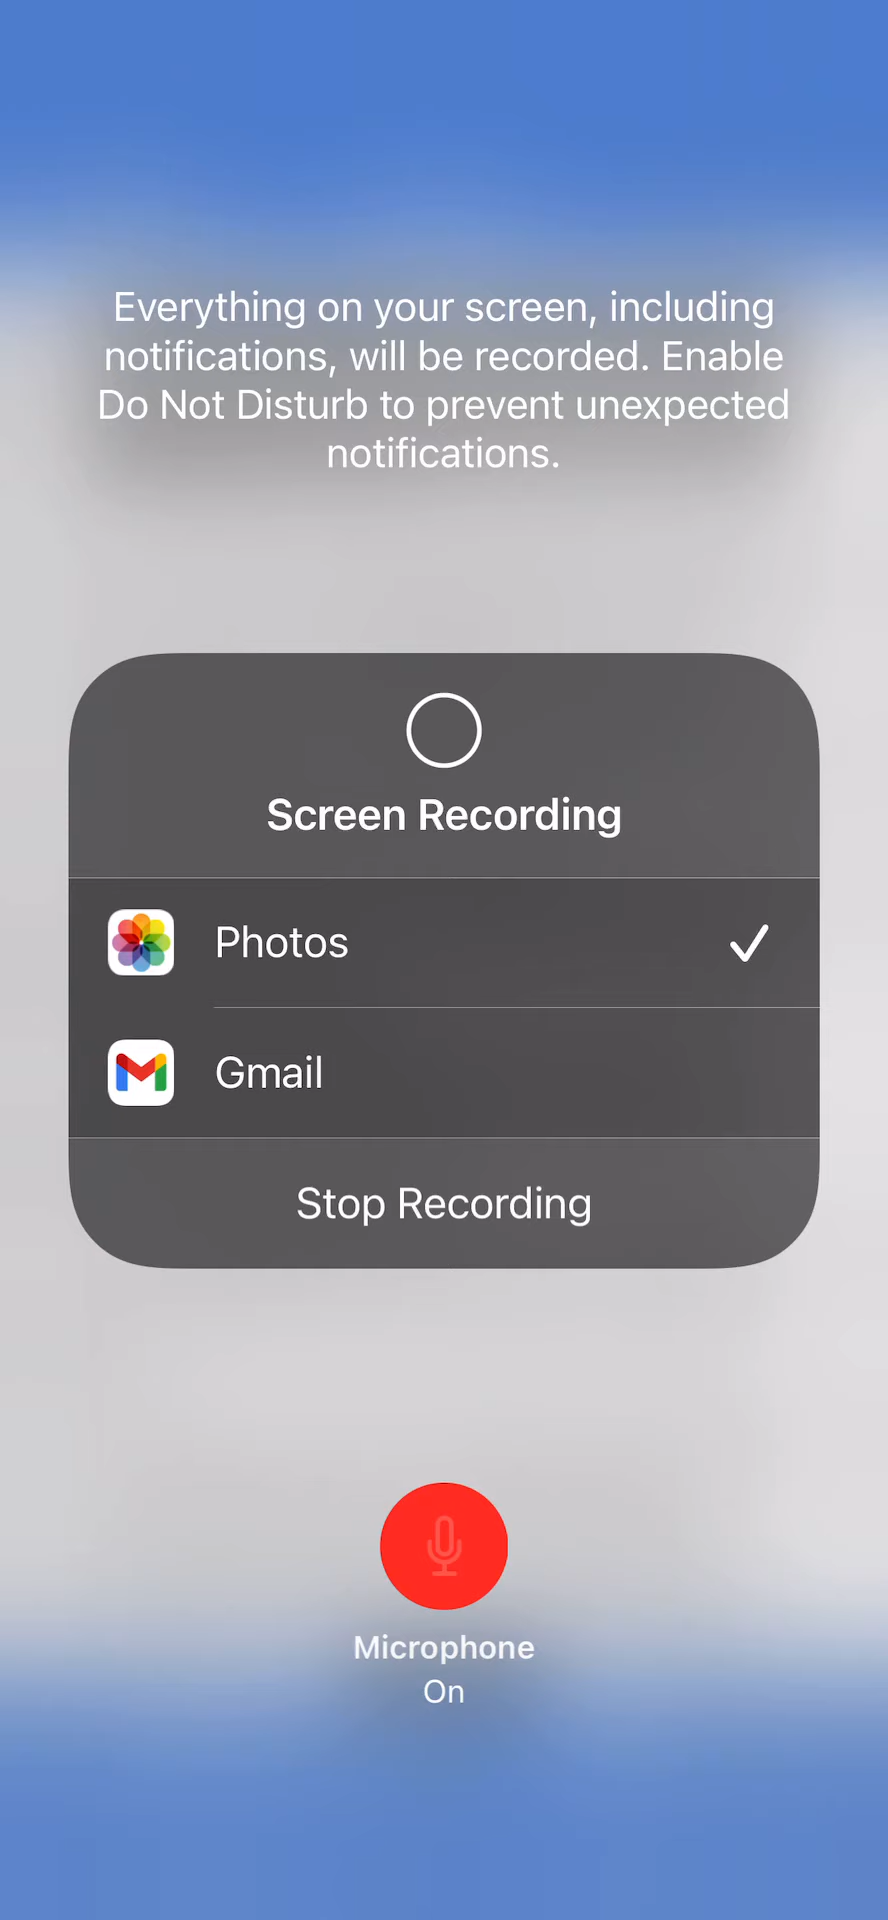 Everything on your screen, including
notifications, will be recorded. Enable
Do Not Disturb to prevent unexpected
notifications.
Screen Recording
Photos
Gmail
Stop Recording
Microphone
On